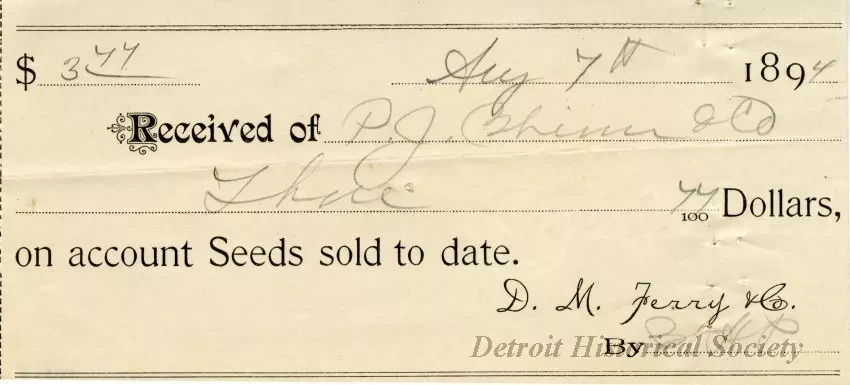 $ 3 77 Aug 7th 1894
Received of P. J. & Co
Three 77/100 Dollars,
on account Seeds sold to date.
D. M. Ferry & Co.
By
Detroit Historical Society